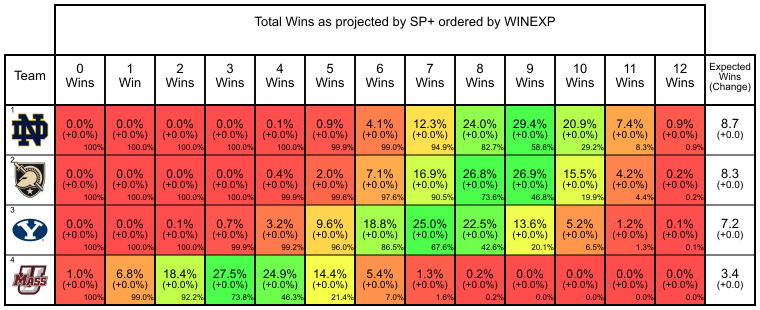 Total Wins as projected by SP+ ordered by WINEXP
Team 0 Wins 1 Win 2 Wins 3 Wins 4 Wins 5 Wins 6 Wins 7 Wins 8 Wins 9 Wins 10 Wins 11 Wins 12 Wins Expected Wins (Change)
1 ND 0.0% 0.0% 0.0% 0.0% 0.1% 0.9% 4.1% 12.3% 24.0% 29.4% 20.9% 7.4% 0.9% 8.7
(+0.0%) (+0.0%) (+0.0%) (+0.0%) (+0.0%) (+0.0%) (+0.0%) (+0.0%) (+0.0%) (+0.0%) (+0.0%) (+0.0%) (+0.0%) (+0.0)
100% 100.0% 100.0% 100.0% 100.0% 99.9% 99.0% 94.9% 82.7% 58.6% 29.2% 8.3% 0.9%
2 0.0% 0.0% 0.0% 0.0% 0.4% 2.0% 7.1% 16.9% 26.8% 26.9% 15.5% 4.2% 0.2% 8.3
(+0.0%) (+0.0%) (+0.0%) (+0.0%) (+0.0%) (+0.0%) (+0.0%) (+0.0%) (+0.0%) (+0.0%) (+0.0%) (+0.0%) (+0.0%) (+0.0)
100% 100.0% 100.0% 100.0% 99.9% 99.6% 97.6% 90.5% 73.6% 46.8% 19.9% 4.4% 0.2%
3 Y 0.0% 0.0% 0.1% 0.7% 3.2% 9.6% 18.8% 25.0% 22.5% 13.6% 5.2% 1.2% 0.1% 7.2
(+0.0%) (+0.0%) (+0.0%) (+0.0%) (+0.0%) (+0.0%) (+0.0%) (+0.0%) (+0.0%) (+0.0%) (+0.0%) (+0.0%) (+0.0%) (+0.0)
100% 100.0% 100.0% 99.9% 99.2% 96.0% 86.5% 67.6% 42.6% 20.1% 6.5% 1.3% 0.1%
4 UMASS 1.0% 6.8% 18.4% 27.5% 24.9% 14.4% 5.4% 1.3% 0.2% 0.0% 0.0% 0.0% 0.0% 3.4
(+0.0%) (+0.0%) (+0.0%) (+0.0%) (+0.0%) (+0.0%) (+0.0%) (+0.0%) (+0.0%) (+0.0%) (+0.0%) (+0.0%) (+0.0%) (+0.0)
100% 99.0% 92.2% 73.8% 46.3% 21.4% 7.0% 1.6% 0.2% 0.0% 0.0% 0.0% 0.0%